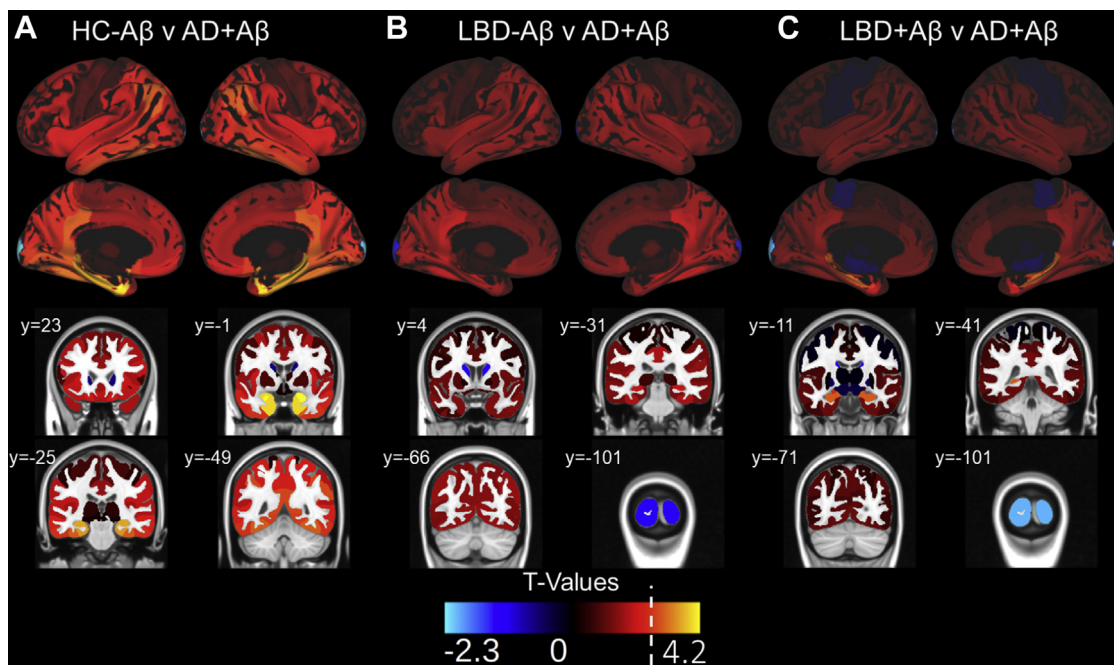 A HC-Aβ v AD+Aβ
B LBD-Aβ v AD+Aβ
C LBD+Aβ v AD+Aβ
y=23
y=-1
y=4
y=-31
y=-11
y=-41
y=-25
y=-49
y=-66
y=-101
y=-71
y=-101
T-Values
-2.3 0 4.2